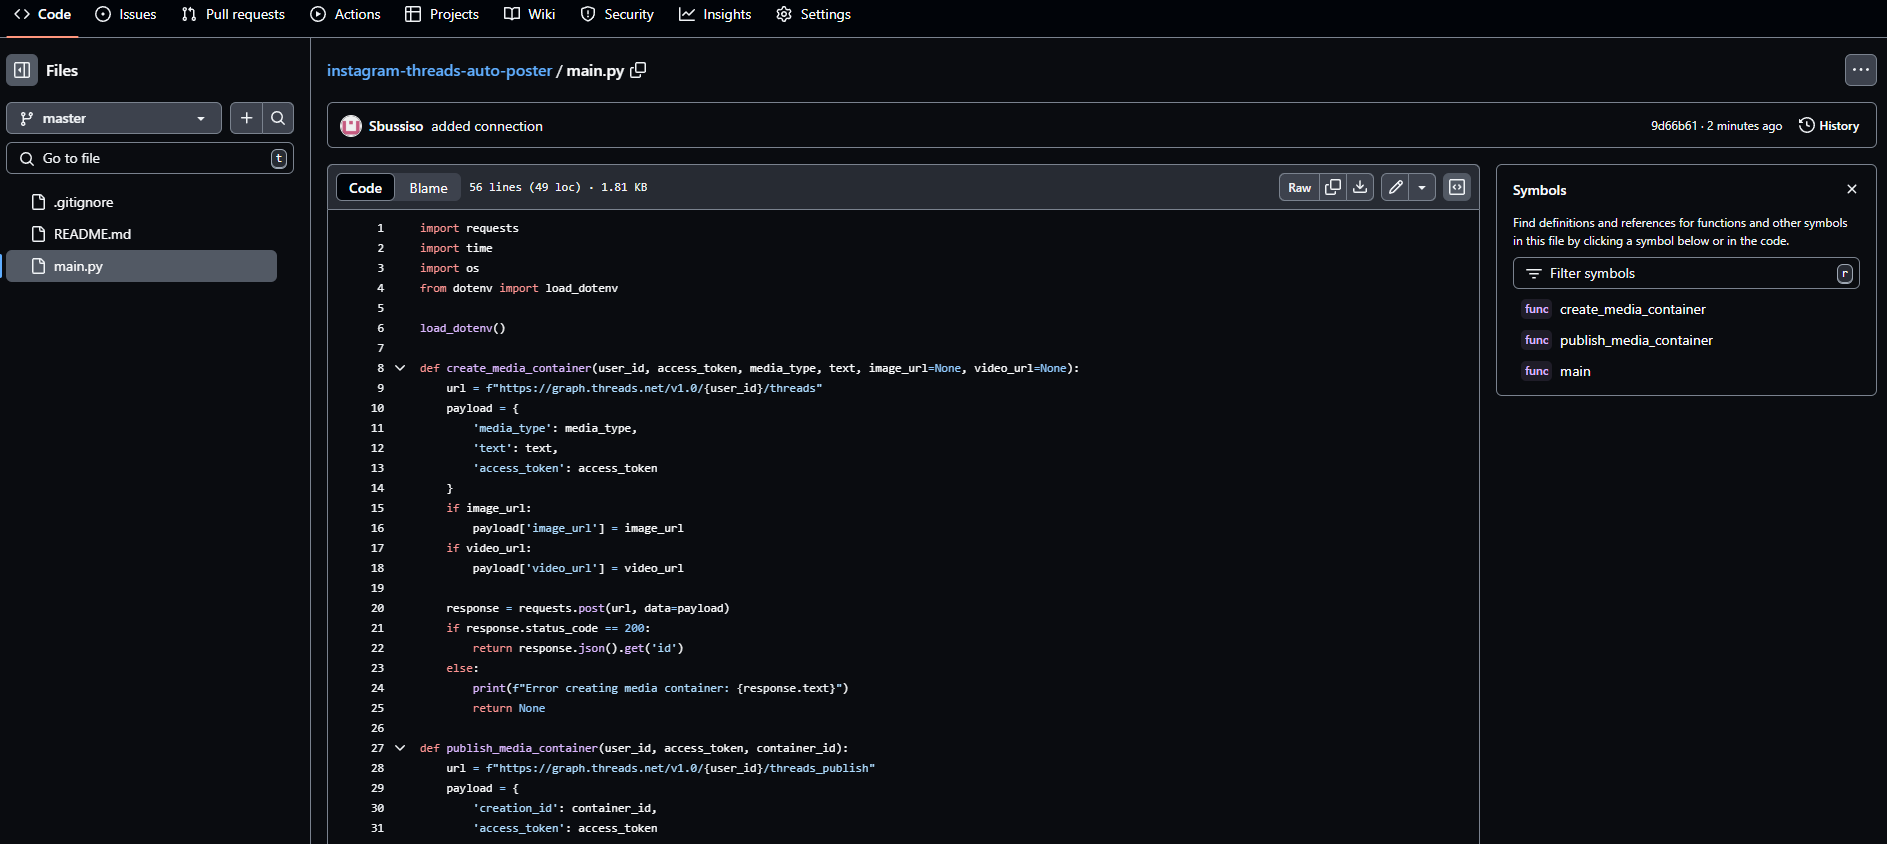 Code Issues Pull requests Actions Projects Wiki Security Insights Settings
Files
master
Go to file t
.gitignore
README.md
main.py
instagram-threads-auto-poster / main.py
Sbussiso added connection 9d66b61 · 2 minutes ago History
Code Blame 56 lines (49 loc) · 1.81 KB Raw
1 import requests
2 import time
3 import os
4 from dotenv import load_dotenv
5
6 load_dotenv()
7
8 def create_media_container(user_id, access_token, media_type, text, image_url=None, video_url=None):
9 url = f"https://graph.threads.net/v1.0/{user_id}/threads"
10 payload = {
11 'media_type': media_type,
12 'text': text,
13 'access_token': access_token
14 }
15 if image_url:
16 payload['image_url'] = image_url
17 if video_url:
18 payload['video_url'] = video_url
19
20 response = requests.post(url, data=payload)
21 if response.status_code == 200:
22 return response.json().get('id')
23 else:
24 print(f"Error creating media container: {response.text}")
25 return None
26
27 def publish_media_container(user_id, access_token, container_id):
28 url = f"https://graph.threads.net/v1.0/{user_id}/threads_publish"
29 payload = {
30 'creation_id': container_id,
31 'access_token': access_token
Symbols
Find definitions and references for functions and other symbols
in this file by clicking a symbol below or in the code.
Filter symbols r
func create_media_container
func publish_media_container
func main